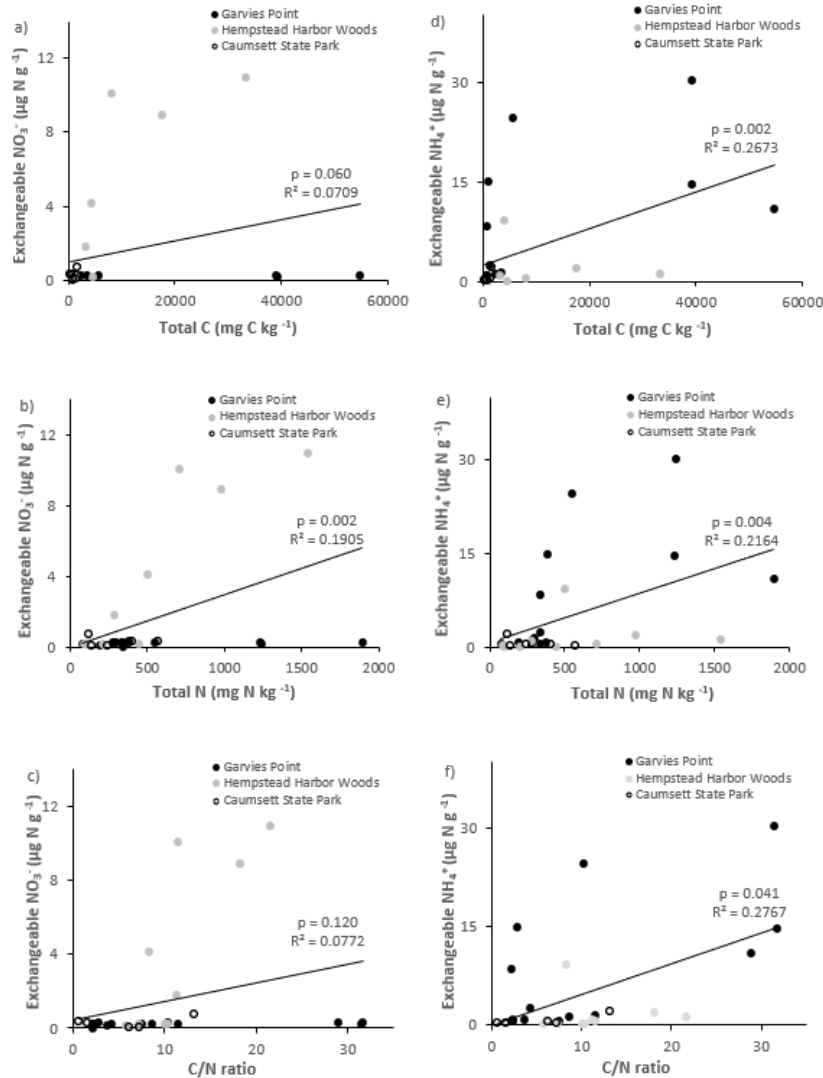 a)
Garvies Point
Hempstead Harbor Woods
Caumsett State Park
Exchangeable NO₃⁻ (µg N g⁻¹)
12
8
4
0
p = 0.060
R² = 0.0709
0 20000 40000 60000
Total C (mg C kg ⁻¹)
d)
Garvies Point
Hempstead Harbor Woods
Caumsett State Park
Exchangeable NH₄⁺ (µg N g⁻¹)
30
15
0
p = 0.002
R² = 0.2673
0 20000 40000 60000
Total C (mg C kg ⁻¹)
b)
Garvies Point
Hempstead Harbor Woods
Caumsett State Park
Exchangeable NO₃⁻ (µg N g⁻¹)
12
8
4
0
p = 0.002
R² = 0.1905
0 500 1000 1500 2000
Total N (mg N kg⁻¹)
e)
Garvies Point
Hempstead Harbor Woods
Caumsett State Park
Exchangeable NH₄⁺ (µg N g⁻¹)
30
15
0
p = 0.004
R² = 0.2164
0 500 1000 1500 2000
Total N (mg N kg⁻¹)
c)
Garvies Point
Hempstead Harbor Woods
Caumsett State Park
Exchangeable NO₃⁻ (µg N g⁻¹)
12
8
4
0
p = 0.120
R² = 0.0772
0 10 20 30
C/N ratio
f)
Garvies Point
Hempstead Harbor Woods
Caumsett State Park
Exchangeable NH₄⁺ (µg N g⁻¹)
30
15
0
p = 0.041
R² = 0.2767
0 10 20 30
C/N ratio